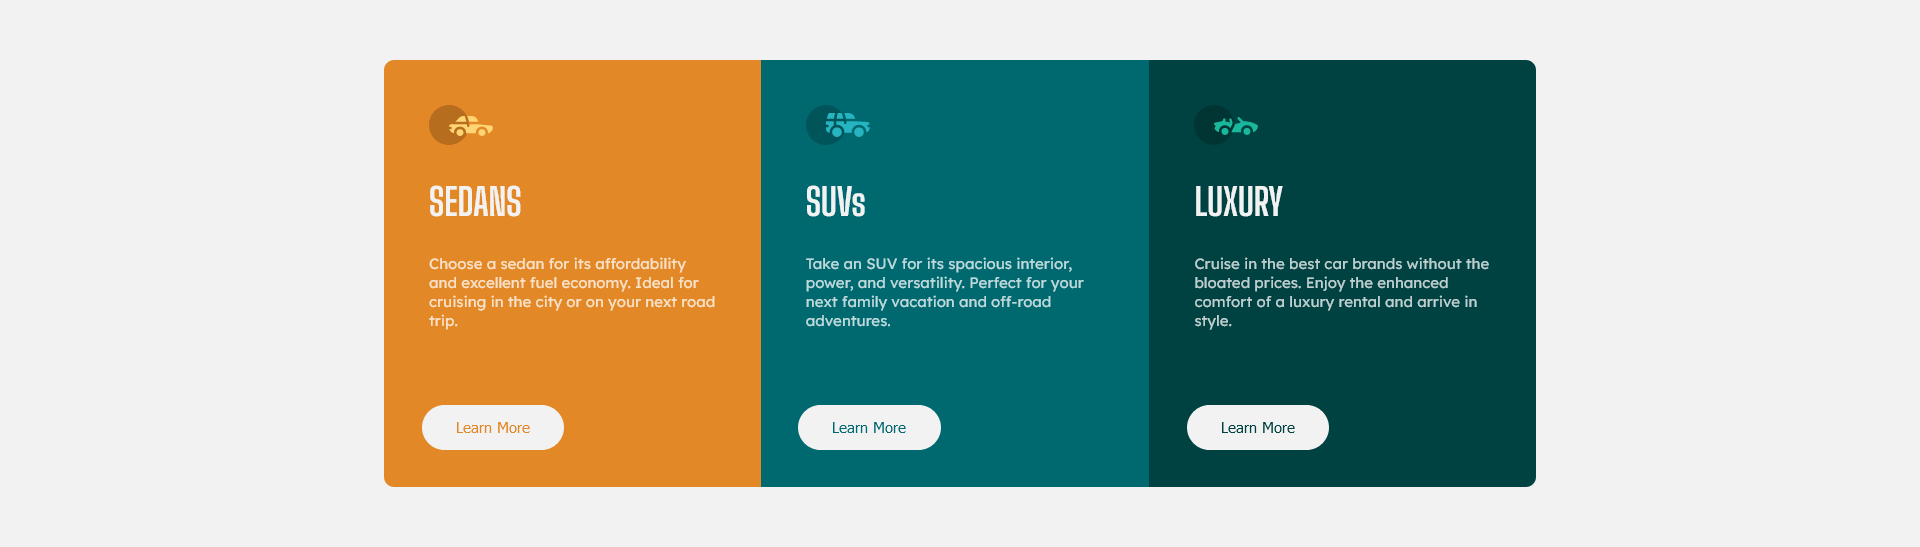 SEDANS
Choose a sedan for its affordability
and excellent fuel economy. Ideal for
cruising in the city or on your next road
trip.
Learn More
SUVs
Take an SUV for its spacious interior,
power, and versatility. Perfect for your
next family vacation and off-road
adventures.
Learn More
LUXURY
Cruise in the best car brands without the
bloated prices. Enjoy the enhanced
comfort of a luxury rental and arrive in
style.
Learn More